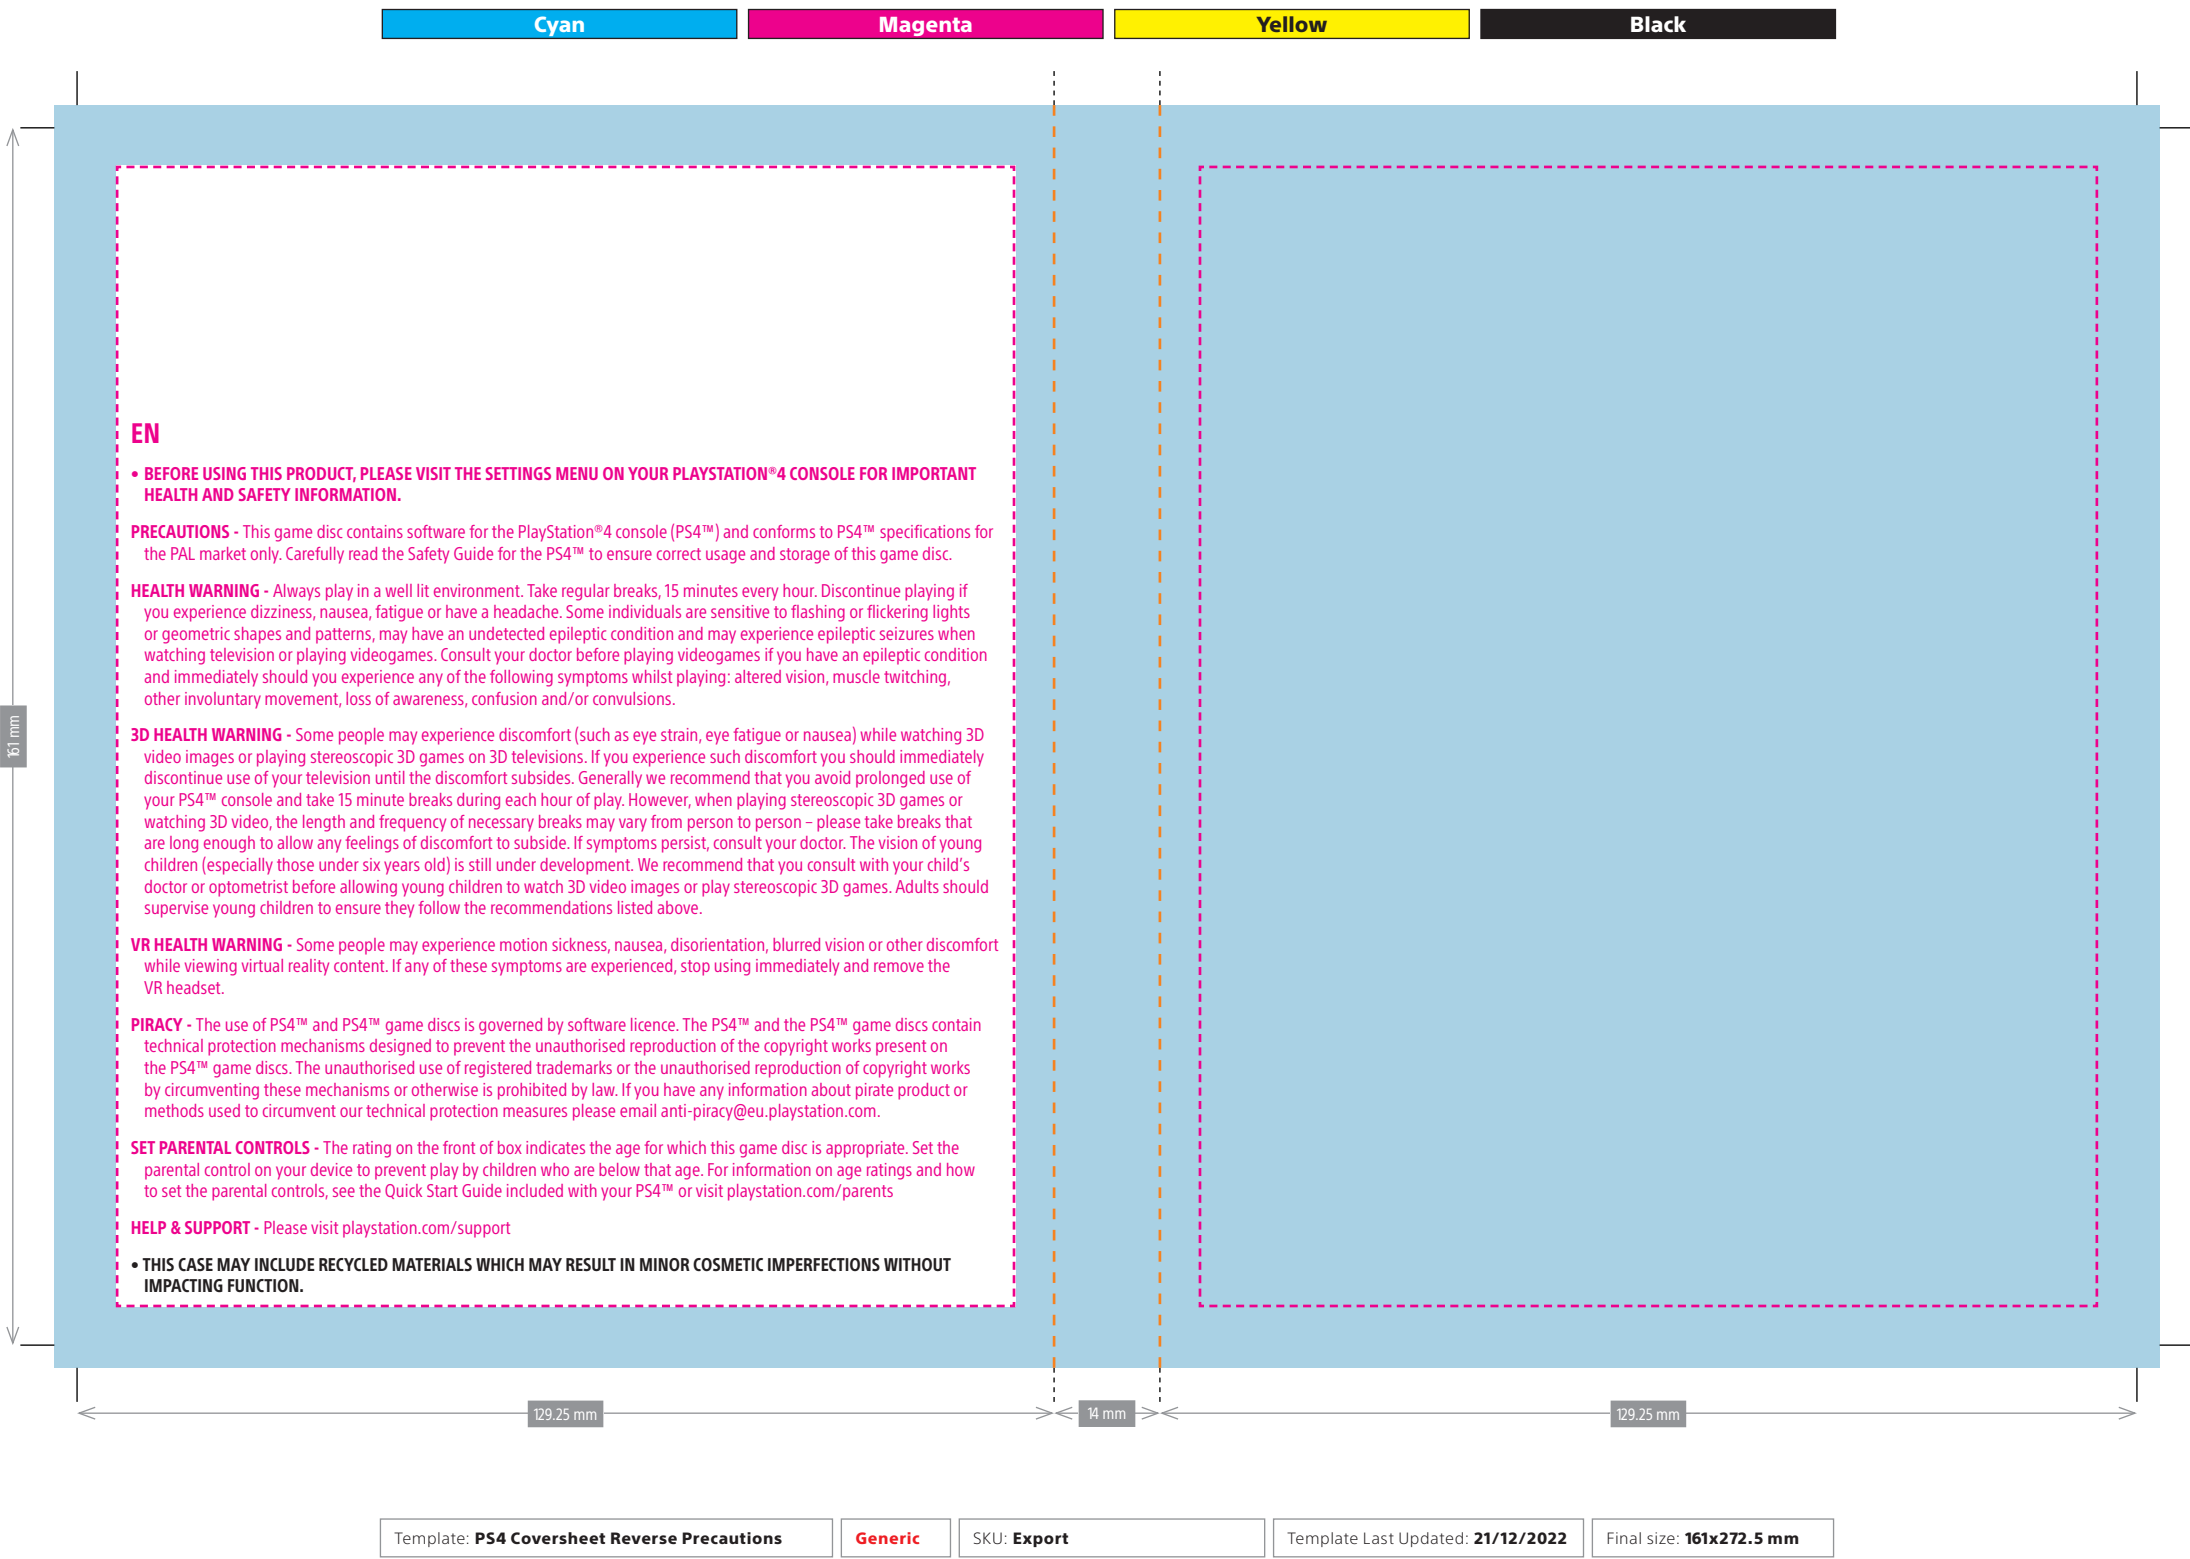 Cyan
Magenta
Yellow
Black
EN
• BEFORE USING THIS PRODUCT, PLEASE VISIT THE SETTINGS MENU ON YOUR PLAYSTATION®4 CONSOLE FOR IMPORTANT
HEALTH AND SAFETY INFORMATION.
PRECAUTIONS - This game disc contains software for the PlayStation®4 console (PS4™) and conforms to PS4™ specifications for
the PAL market only. Carefully read the Safety Guide for the PS4™ to ensure correct usage and storage of this game disc.
HEALTH WARNING - Always play in a well lit environment. Take regular breaks, 15 minutes every hour. Discontinue playing if
you experience dizziness, nausea, fatigue or have a headache. Some individuals are sensitive to flashing or flickering lights
or geometric shapes and patterns, may have an undetected epileptic condition and may experience epileptic seizures when
watching television or playing videogames. Consult your doctor before playing videogames if you have an epileptic condition
and immediately should you experience any of the following symptoms whilst playing: altered vision, muscle twitching,
other involuntary movement, loss of awareness, confusion and/or convulsions.
3D HEALTH WARNING - Some people may experience discomfort (such as eye strain, eye fatigue or nausea) while watching 3D
video images or playing stereoscopic 3D games on 3D televisions. If you experience such discomfort you should immediately
discontinue use of your television until the discomfort subsides. Generally we recommend that you avoid prolonged use of
your PS4™ console and take 15 minute breaks during each hour of play. However, when playing stereoscopic 3D games or
watching 3D video, the length and frequency of necessary breaks may vary from person to person – please take breaks that
are long enough to allow any feelings of discomfort to subside. If symptoms persist, consult your doctor. The vision of young
children (especially those under six years old) is still under development. We recommend that you consult with your child's
doctor or optometrist before allowing young children to watch 3D video images or play stereoscopic 3D games. Adults should
supervise young children to ensure they follow the recommendations listed above.
VR HEALTH WARNING - Some people may experience motion sickness, nausea, disorientation, blurred vision or other discomfort
while viewing virtual reality content. If any of these symptoms are experienced, stop using immediately and remove the
VR headset.
PIRACY - The use of PS4™ and PS4™ game discs is governed by software licence. The PS4™ and the PS4™ game discs contain
technical protection mechanisms designed to prevent the unauthorised reproduction of the copyright works present on
the PS4™ game discs. The unauthorised use of registered trademarks or the unauthorised reproduction of copyright works
by circumventing these mechanisms or otherwise is prohibited by law. If you have any information about pirate product or
methods used to circumvent our technical protection measures please email anti-piracy@eu.playstation.com.
SET PARENTAL CONTROLS - The rating on the front of box indicates the age for which this game disc is appropriate. Set the
parental control on your device to prevent play by children who are below that age. For information on age ratings and how
to set the parental controls, see the Quick Start Guide included with your PS4™ or visit playstation.com/parents
HELP & SUPPORT - Please visit playstation.com/support
• THIS CASE MAY INCLUDE RECYCLED MATERIALS WHICH MAY RESULT IN MINOR COSMETIC IMPERFECTIONS WITHOUT
IMPACTING FUNCTION.
161 mm
129.25 mm
14 mm
129.25 mm
Template: PS4 Coversheet Reverse Precautions
Generic
SKU: Export
Template Last Updated: 21/12/2022
Final size: 161x272.5 mm